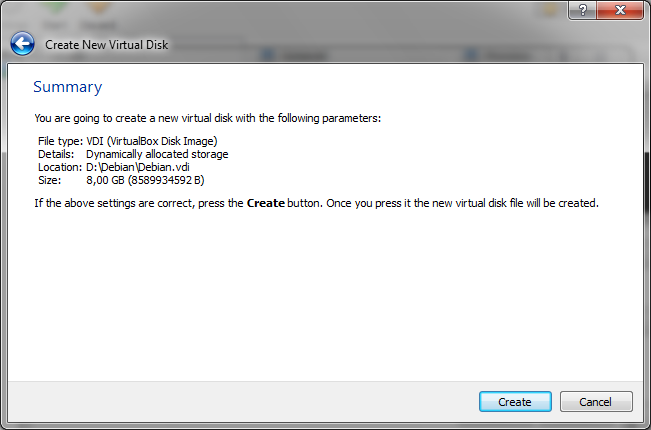 Create New Virtual Disk
Summary
You are going to create a new virtual disk with the following parameters:
File type: VDI (VirtualBox Disk Image)
Details: Dynamically allocated storage
Location: D:\Debian\Debian.vdi
Size: 8,00 GB (8589934592 B)
If the above settings are correct, press the Create button. Once you press it the new virtual disk file will be created.
Create Cancel